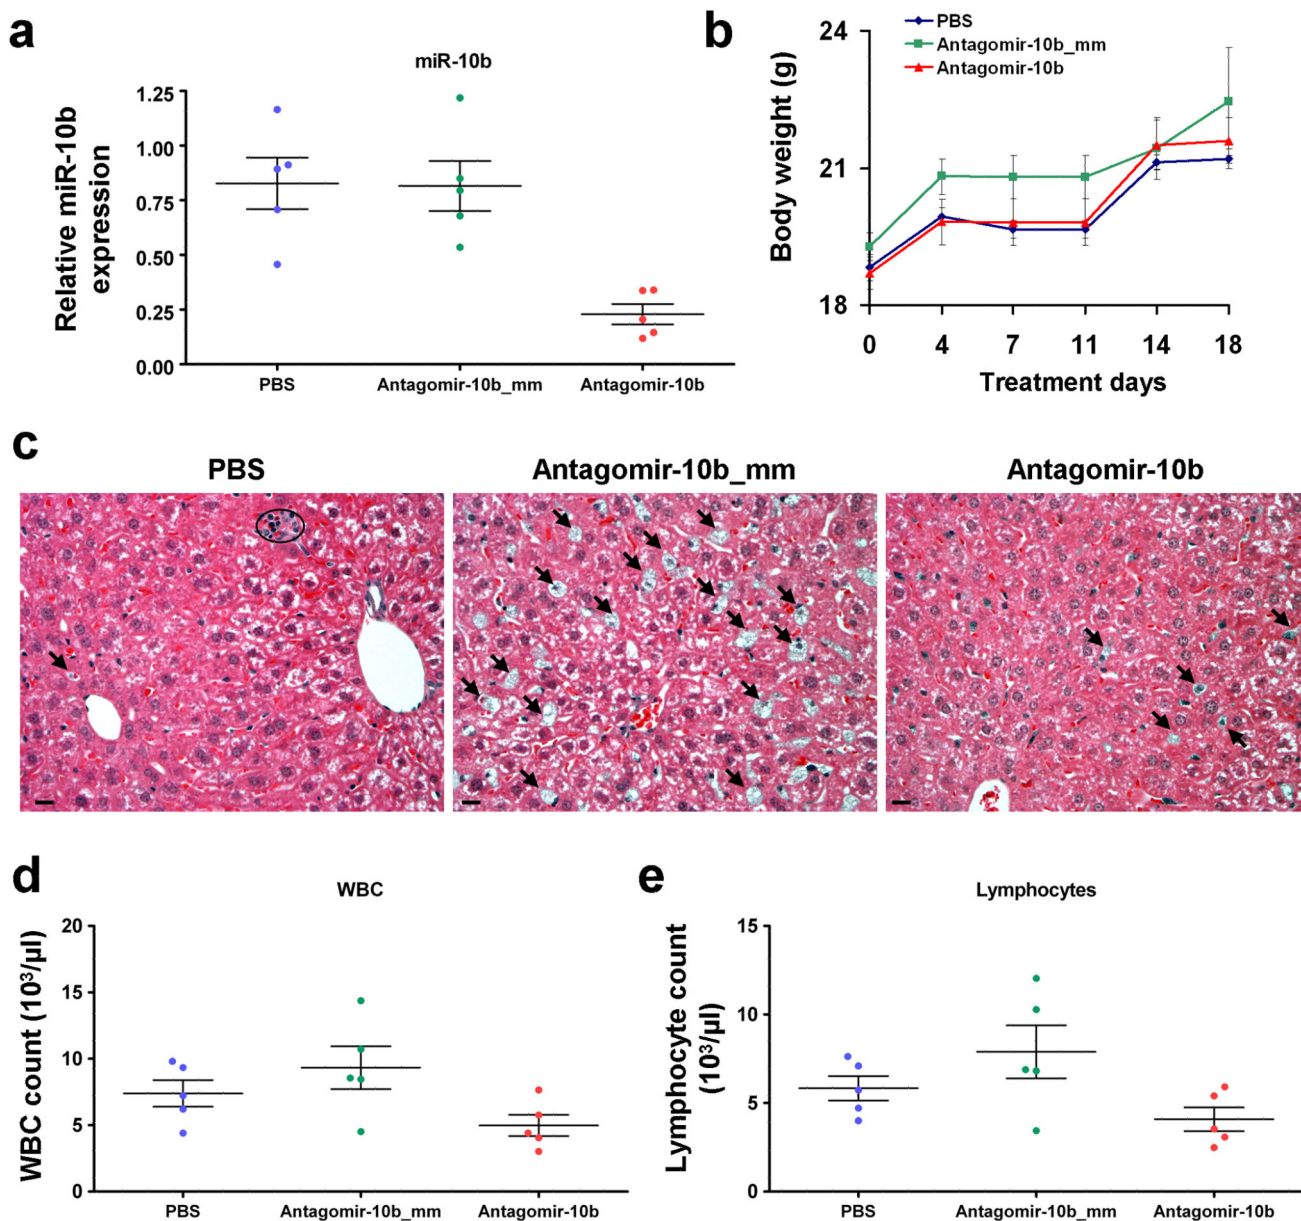 a
miR-10b
Relative miR-10b
expression
1.25
1.00
0.75
0.50
0.25
0.00
PBS
Antagomir-10b_mm
Antagomir-10b
b
PBS
Antagomir-10b_mm
Antagomir-10b
Body weight (g)
24
21
18
0 4 7 11 14 18
Treatment days
c
PBS
Antagomir-10b_mm
Antagomir-10b
d
WBC
WBC count (10³/µl)
20
15
10
5
0
PBS
Antagomir-10b_mm
Antagomir-10b
e
Lymphocytes
Lymphocyte count
(10³/µl)
15
10
5
0
PBS
Antagomir-10b_mm
Antagomir-10b